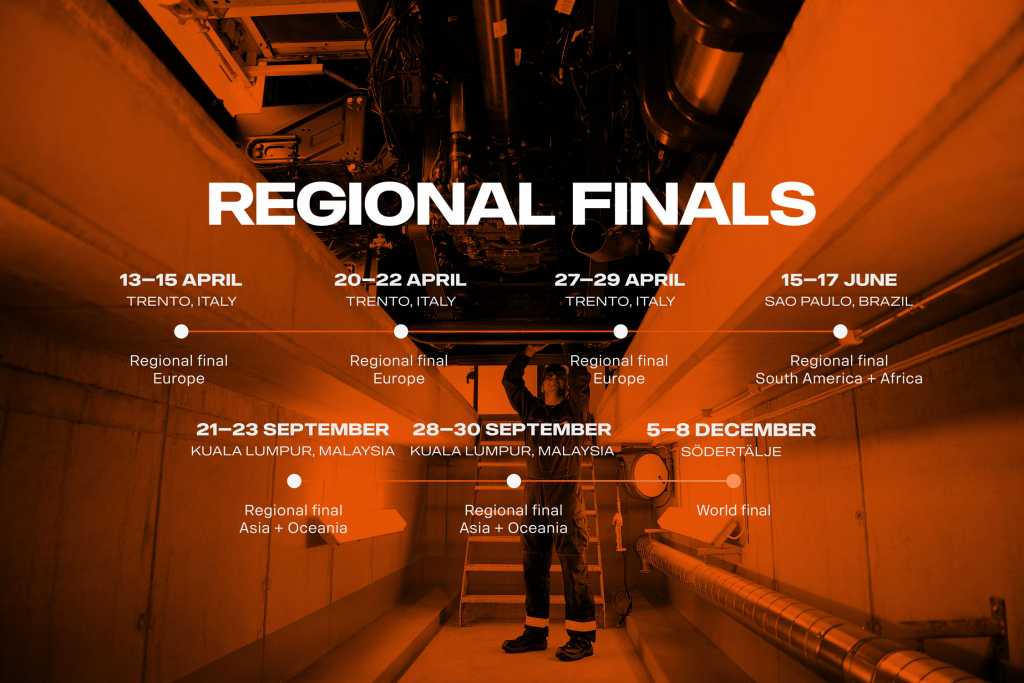 REGIONAL FINALS
13–15 APRIL
TRENTO, ITALY
Regional final
Europe
20–22 APRIL
TRENTO, ITALY
Regional final
Europe
27–29 APRIL
TRENTO, ITALY
Regional final
Europe
15–17 JUNE
SAO PAULO, BRAZIL
Regional final
South America + Africa
21–23 SEPTEMBER
KUALA LUMPUR, MALAYSIA
Regional final
Asia + Oceania
28–30 SEPTEMBER
KUALA LUMPUR, MALAYSIA
Regional final
Asia + Oceania
5–8 DECEMBER
SÖDERTÄLJE
World final